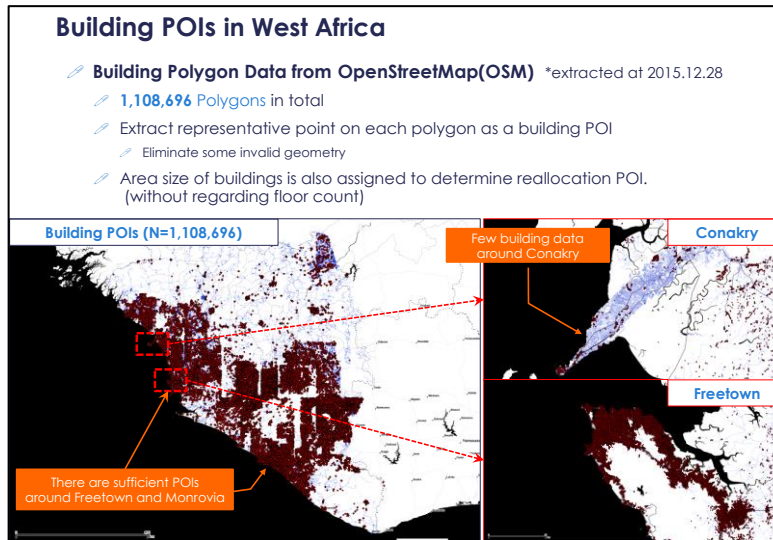 Building POIs in West Africa
Building Polygon Data from OpenStreetMap(OSM) *extracted at 2015.12.28
1,108,696 Polygons in total
Extract representative point on each polygon as a building POI
Eliminate some invalid geometry
Area size of buildings is also assigned to determine reallocation POI.
(without regarding floor count)
Building POIs (N=1,108,696)
Few building data
around Conakry
Conakry
Freetown
There are sufficient POIs
around Freetown and Monrovia